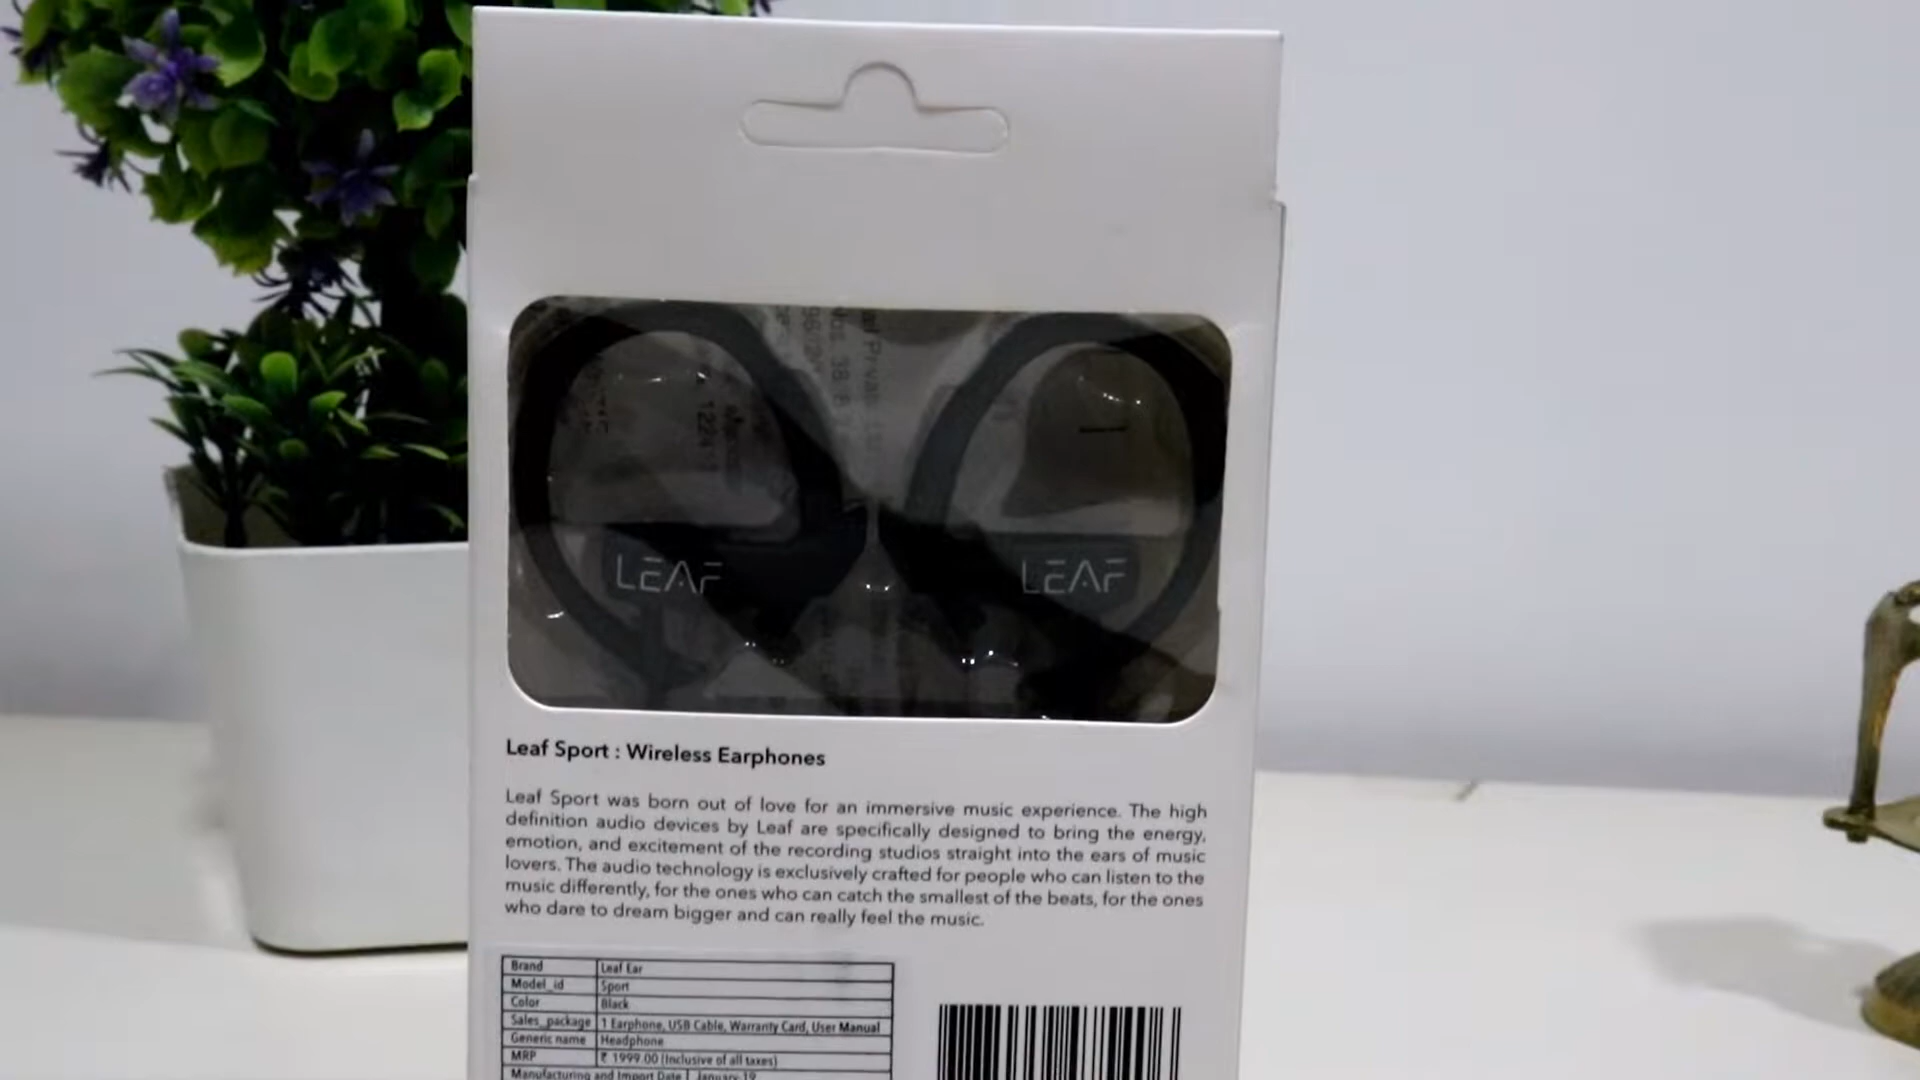 LEAF
LEAF
Leaf Sport : Wireless Earphones
Leaf Sport was born out of love for an immersive music experience. The high
definition audio devices by Leaf are specifically designed to bring the energy,
emotion, and excitement of the recording studios straight into the ears of music
lovers. The audio technology is exclusively crafted for people who can listen to the
music differently, for the ones who can catch the smallest of the beats, for the ones
who dare to dream bigger and can really feel the music.
Brand Leaf Ear
Model_id Sport
Color Black
Sales_package 1 Earphone, USB Cable, Warranty Card, User Manual
Generic name Headphone
MRP ₹ 1999.00 (Inclusive of all taxes)
Manufacturing and Import Date January-19